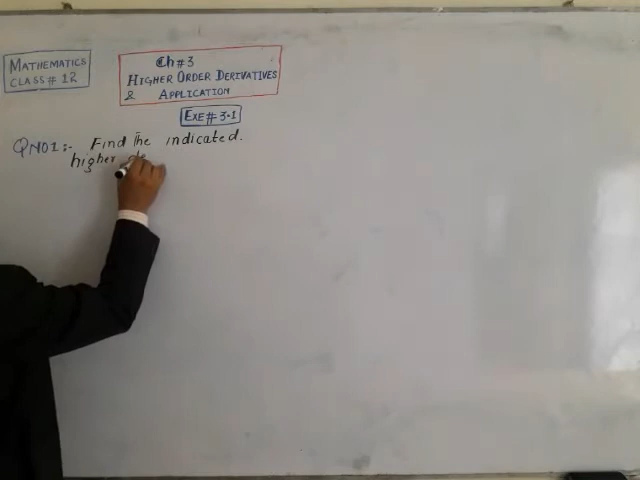 MATHEMATICS
CLASS # 12
Ch # 3
HIGHER ORDER DERIVATIVES
& APPLICATION
EXE # 3.1
QNO1:- Find The indicated.
higher